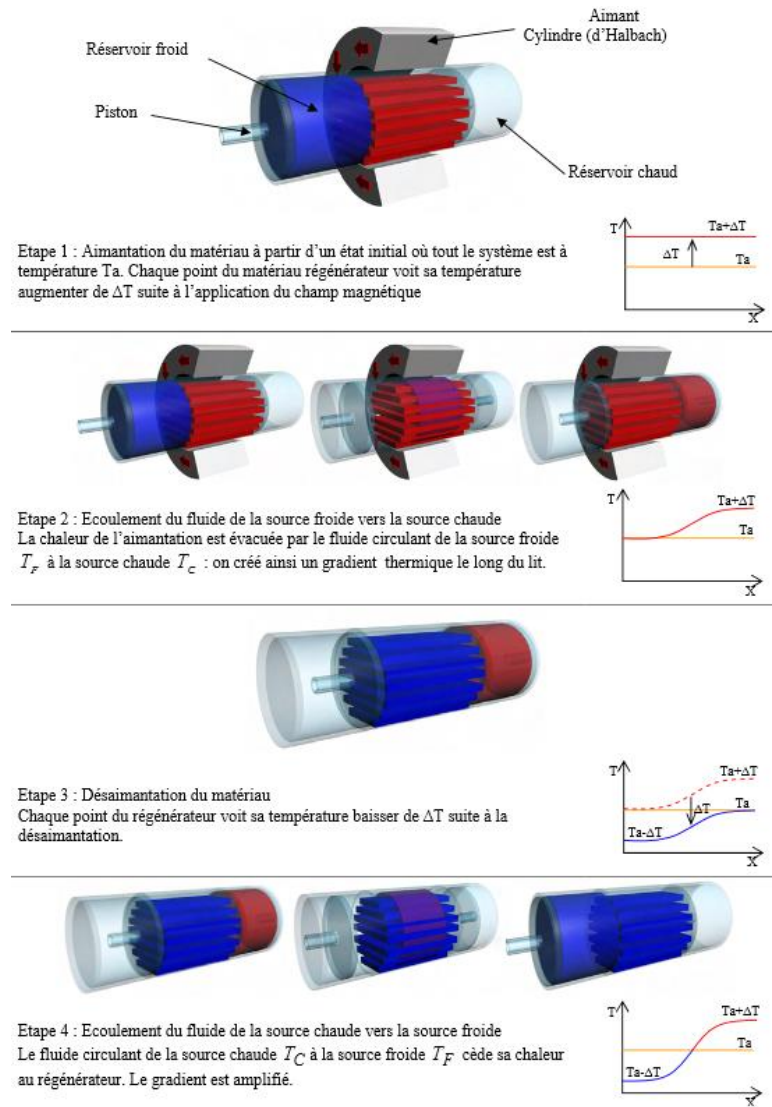 Aimant
Cylindre (d’Halbach)
Réservoir froid
Piston
Réservoir chaud
Etape 1 : Aimantation du matériau à partir d’un état initial où tout le système est à
température Ta. Chaque point du matériau régénérateur voit sa température
augmenter de ΔT suite à l’application du champ magnétique
T
Ta+ΔT
ΔT
Ta
X
Etape 2 : Ecoulement du fluide de la source froide vers la source chaude
La chaleur de l’aimantation est évacuée par le fluide circulant de la source froide
T_F à la source chaude T_C : on créé ainsi un gradient thermique le long du lit.
T
Ta+ΔT
Ta
X
Etape 3 : Désaimantation du matériau
Chaque point du régénérateur voit sa température baisser de ΔT suite à la
désaimantation.
T
Ta+ΔT
ΔT
Ta
Ta-ΔT
X
Etape 4 : Ecoulement du fluide de la source chaude vers la source froide
Le fluide circulant de la source chaude T_C à la source froide T_F cède sa chaleur
au régénérateur. Le gradient est amplifié.
T
Ta+ΔT
Ta
Ta-ΔT
X